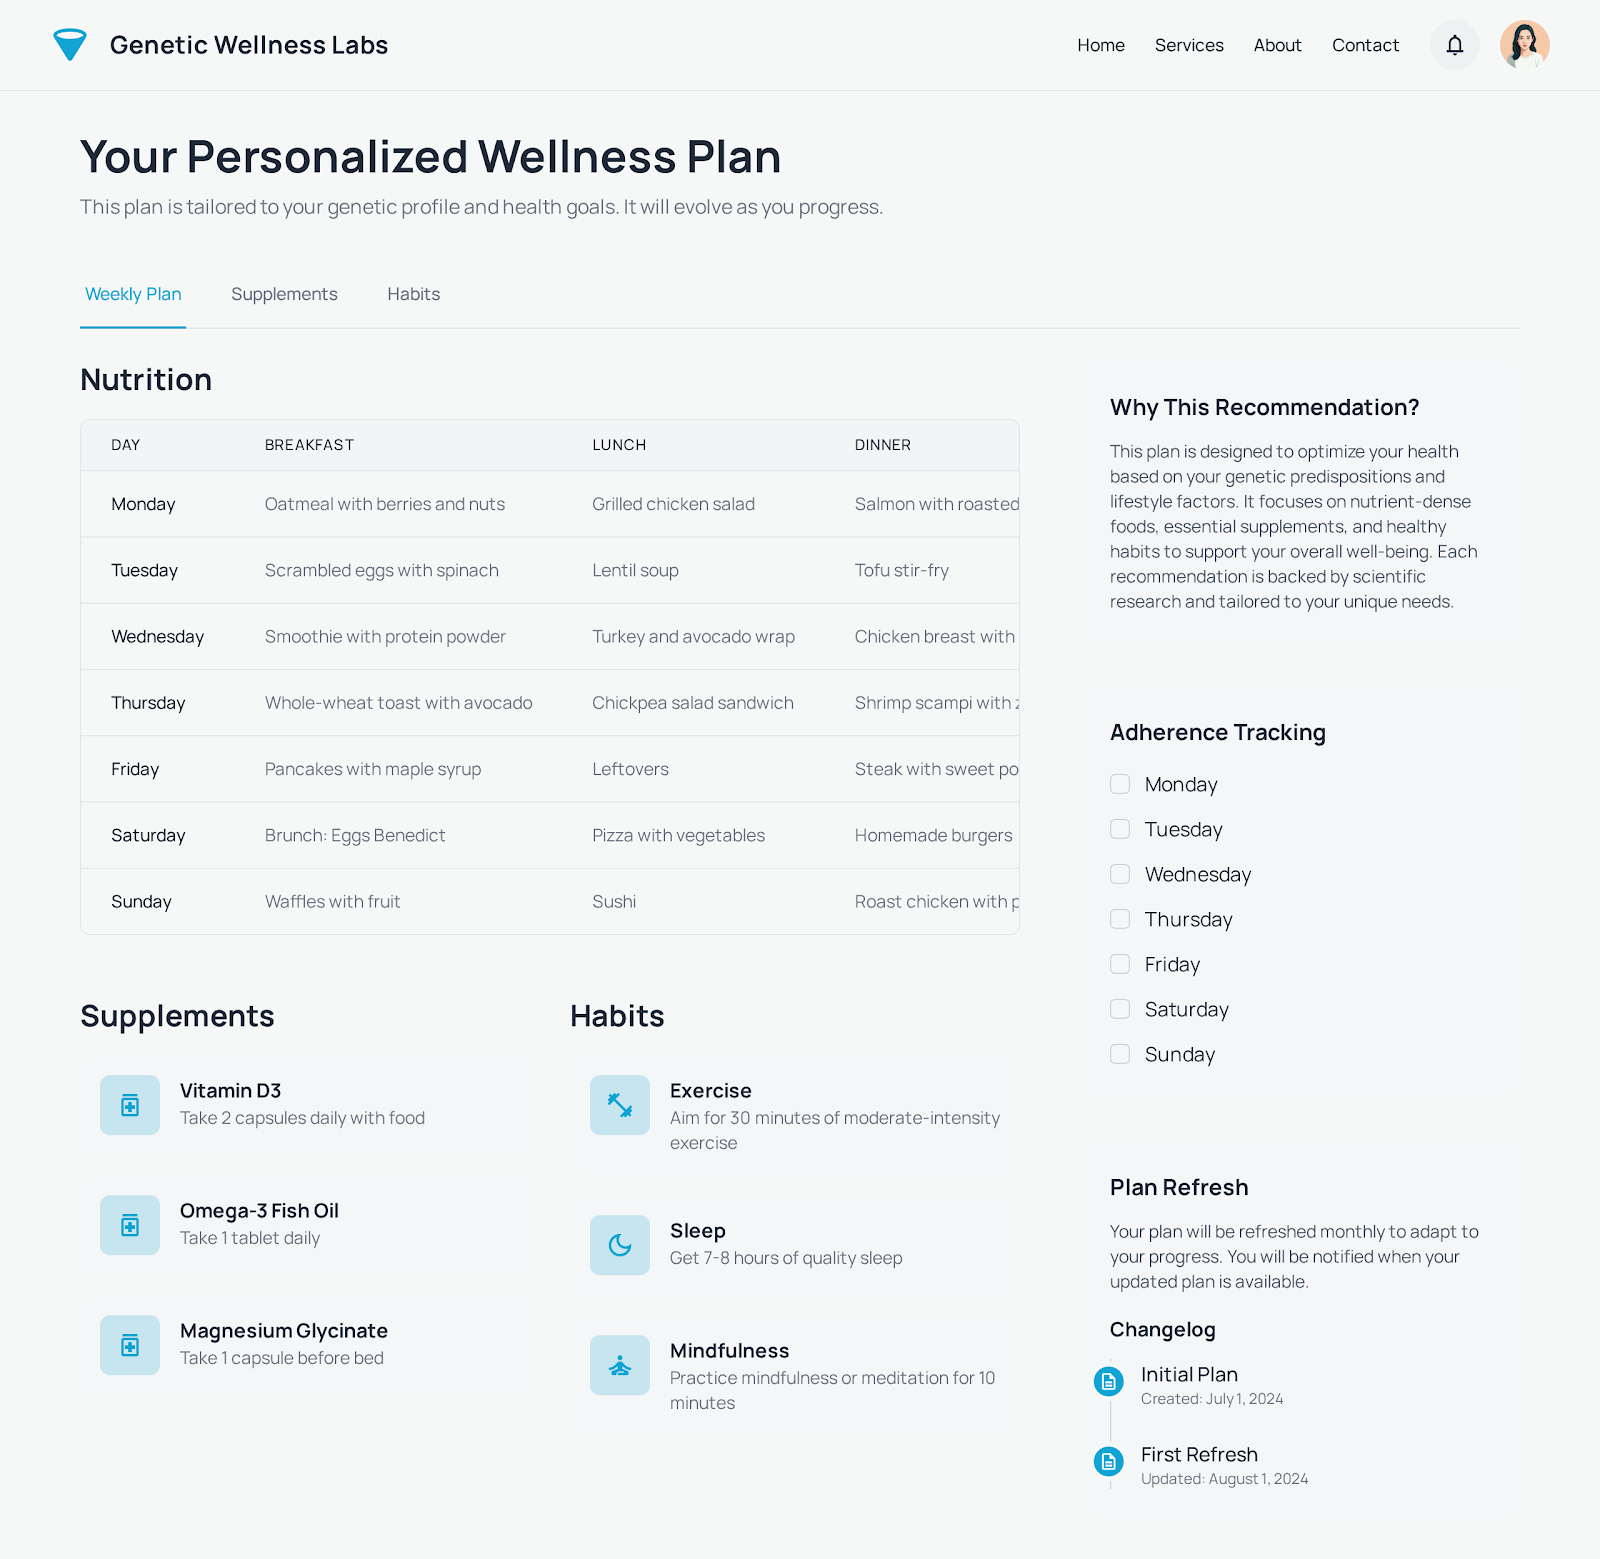 Genetic Wellness Labs
Home Services About Contact
Your Personalized Wellness Plan
This plan is tailored to your genetic profile and health goals. It will evolve as you progress.
Weekly Plan Supplements Habits
Nutrition
DAY BREAKFAST LUNCH DINNER
Monday Oatmeal with berries and nuts Grilled chicken salad Salmon with roasted
Tuesday Scrambled eggs with spinach Lentil soup Tofu stir-fry
Wednesday Smoothie with protein powder Turkey and avocado wrap Chicken breast with
Thursday Whole-wheat toast with avocado Chickpea salad sandwich Shrimp scampi with
Friday Pancakes with maple syrup Leftovers Steak with sweet po
Saturday Brunch: Eggs Benedict Pizza with vegetables Homemade burgers
Sunday Waffles with fruit Sushi Roast chicken with p
Supplements
Vitamin D3
Take 2 capsules daily with food
Omega-3 Fish Oil
Take 1 tablet daily
Magnesium Glycinate
Take 1 capsule before bed
Habits
Exercise
Aim for 30 minutes of moderate-intensity
exercise
Sleep
Get 7-8 hours of quality sleep
Mindfulness
Practice mindfulness or meditation for 10
minutes
Why This Recommendation?
This plan is designed to optimize your health
based on your genetic predispositions and
lifestyle factors. It focuses on nutrient-dense
foods, essential supplements, and healthy
habits to support your overall well-being. Each
recommendation is backed by scientific
research and tailored to your unique needs.
Adherence Tracking
Monday
Tuesday
Wednesday
Thursday
Friday
Saturday
Sunday
Plan Refresh
Your plan will be refreshed monthly to adapt to
your progress. You will be notified when your
updated plan is available.
Changelog
Initial Plan
Created: July 1, 2024
First Refresh
Updated: August 1, 2024